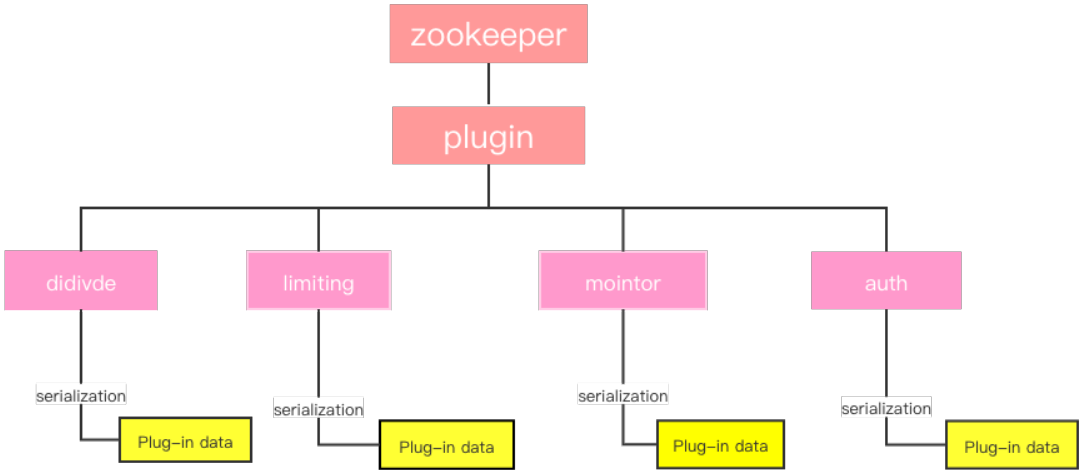 zookeeper
plugin
didivde
limiting
mointor
auth
serialization
serialization
serialization
serialization
Plug-in data
Plug-in data
Plug-in data
Plug-in data